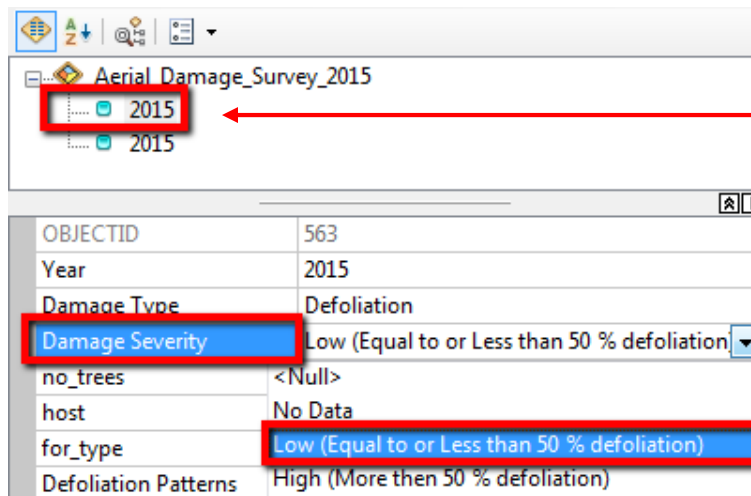 Aerial_Damage_Survey_2015
2015
2015
OBJECTID 563
Year 2015
Damage Type Defoliation
Damage Severity Low (Equal to or Less than 50 % defoliation)
no_trees <Null>
host No Data
for_type Low (Equal to or Less than 50 % defoliation)
Defoliation Patterns High (More then 50 % defoliation)